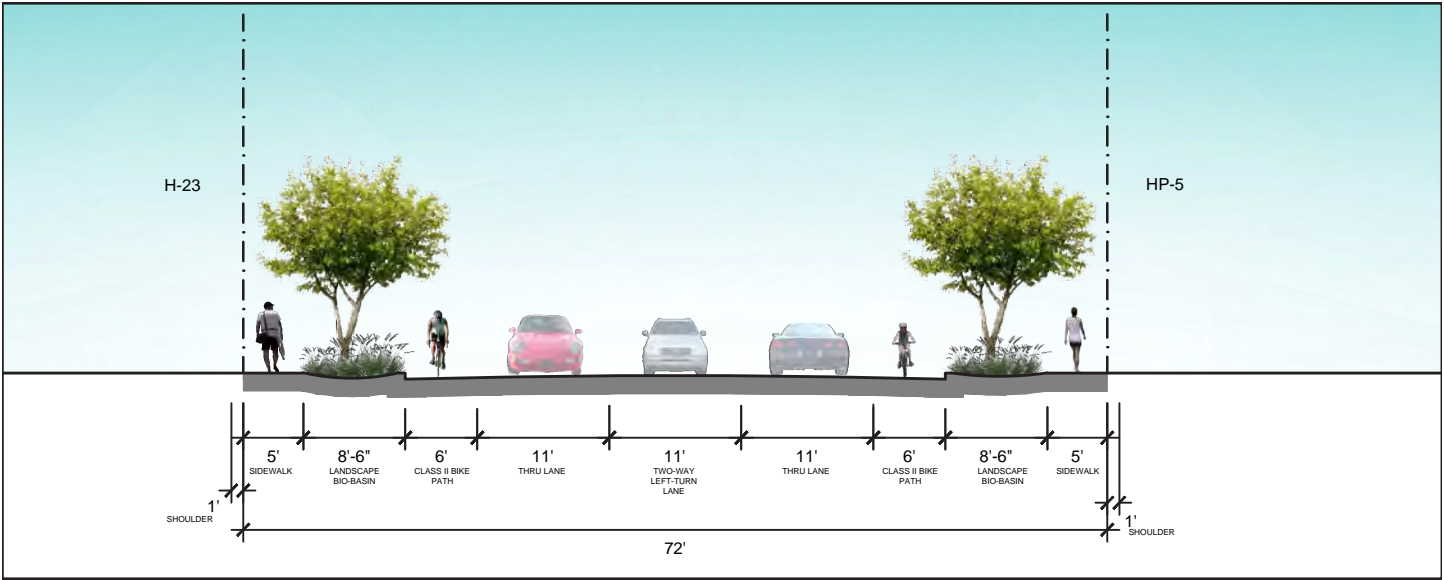 H-23
HP-5
5'
SIDEWALK
8'-6"
LANDSCAPE
BIO-BASIN
6'
CLASS II BIKE
PATH
11'
THRU LANE
11'
TWO-WAY
LEFT-TURN
LANE
11'
THRU LANE
6'
CLASS II BIKE
PATH
8'-6"
LANDSCAPE
BIO-BASIN
5'
SIDEWALK
1'
SHOULDER
1'
SHOULDER
72'